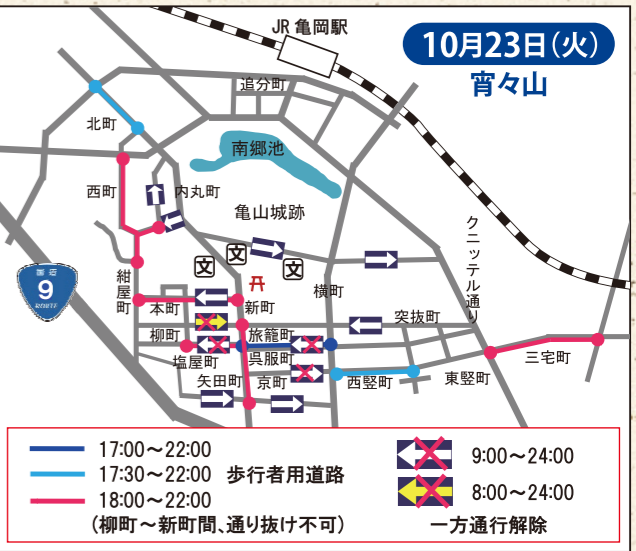 JR 亀岡駅
10月23日(火)
宵々山
追分町
北町
南郷池
西町
内丸町
亀山城跡
クニッテル通り
国道
9
ROUTE
文
文
文
紺屋町
横町
本町
新町
突抜町
柳町
旅籠町
塩屋町
呉服町
三宅町
矢田町
京町
西竪町
東竪町
17:00〜22:00
17:30〜22:00 歩行者用道路
18:00〜22:00
(柳町〜新町間、通り抜け不可)
9:00〜24:00
8:00〜24:00
一方通行解除